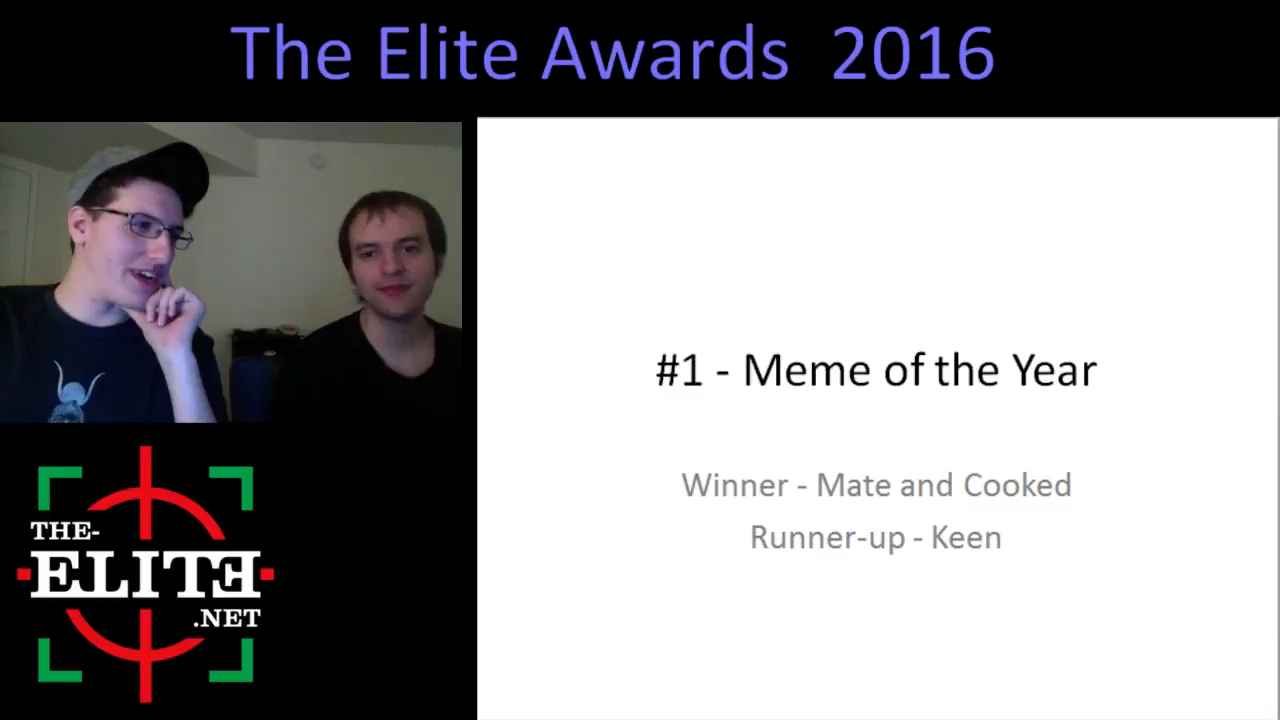 The Elite Awards 2016
#1 - Meme of the Year
Winner - Mate and Cooked
Runner-up - Keen
THE-
ELITE
.NET